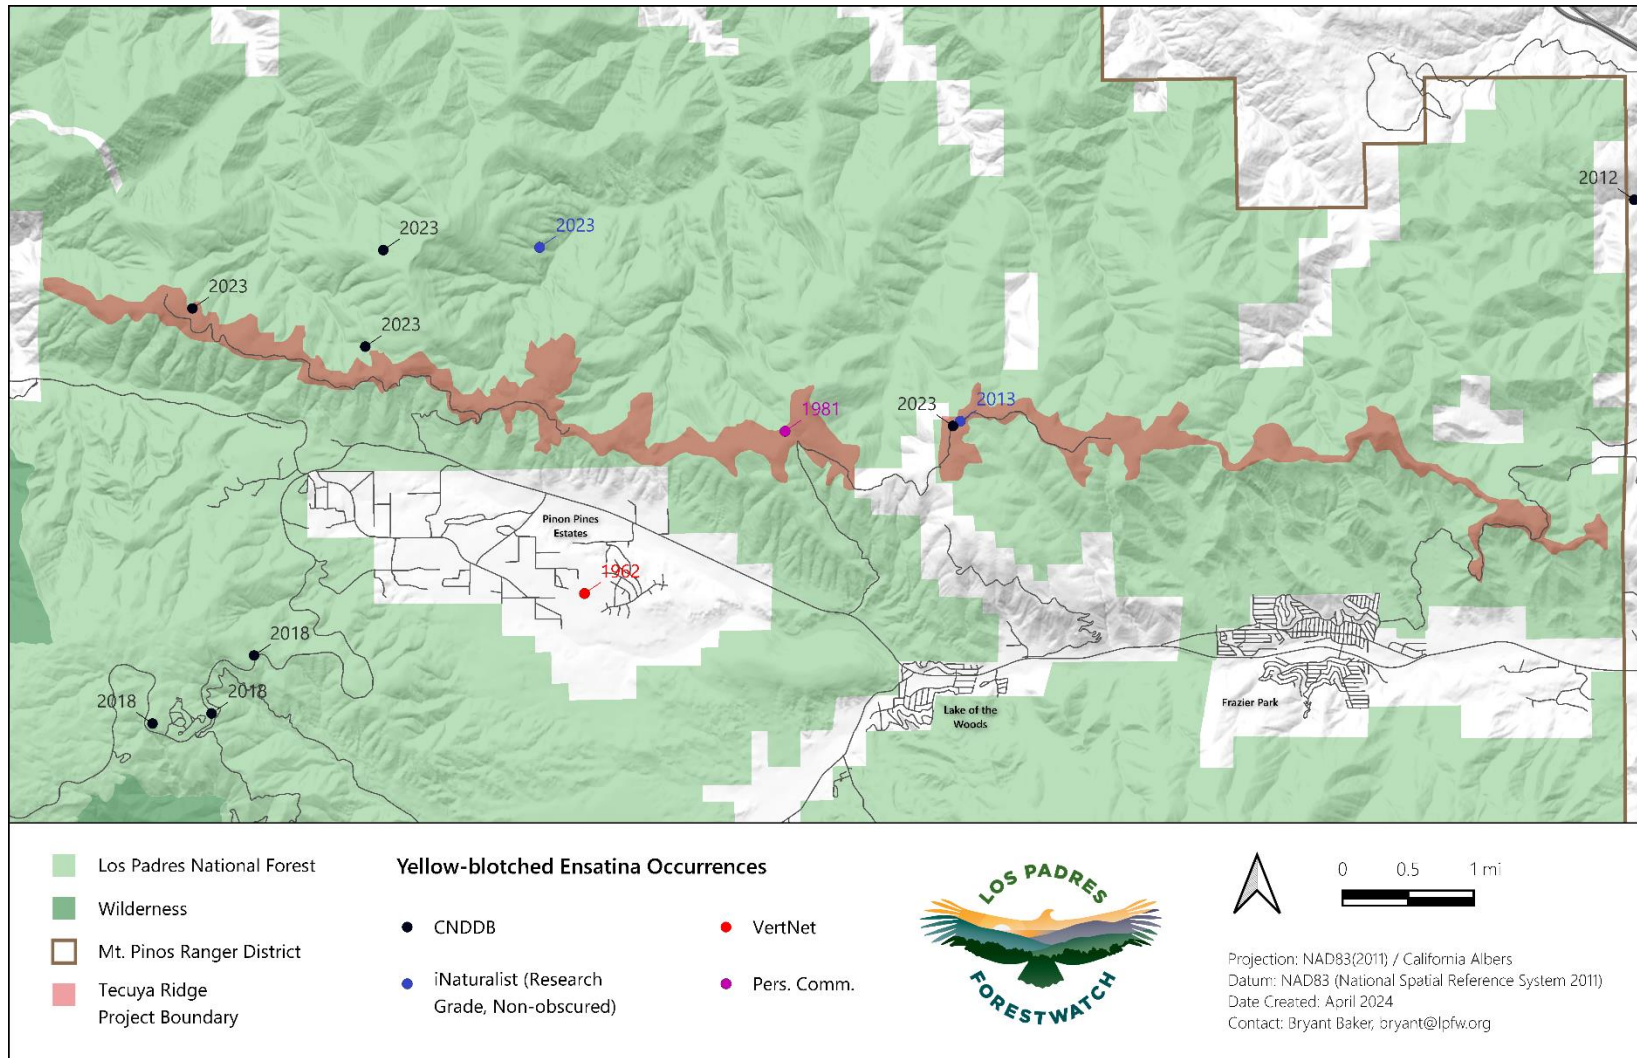 2012
2023
2023
2023
2023
1981
2023
2013
Pinon Pines
Estates
1962
2018
2018
2018
Lake of the
Woods
Frazier Park
Los Padres National Forest
Wilderness
Mt. Pinos Ranger District
Tecuya Ridge
Project Boundary
Yellow-blotched Ensatina Occurrences
CNDDB
iNaturalist (Research
Grade, Non-obscured)
VertNet
Pers. Comm.
LOS PADRES
FORESTWATCH
0 0.5 1 mi
Projection: NAD83(2011) / California Albers
Datum: NAD83 (National Spatial Reference System 2011)
Date Created: April 2024
Contact: Bryant Baker, bryant@lpfw.org